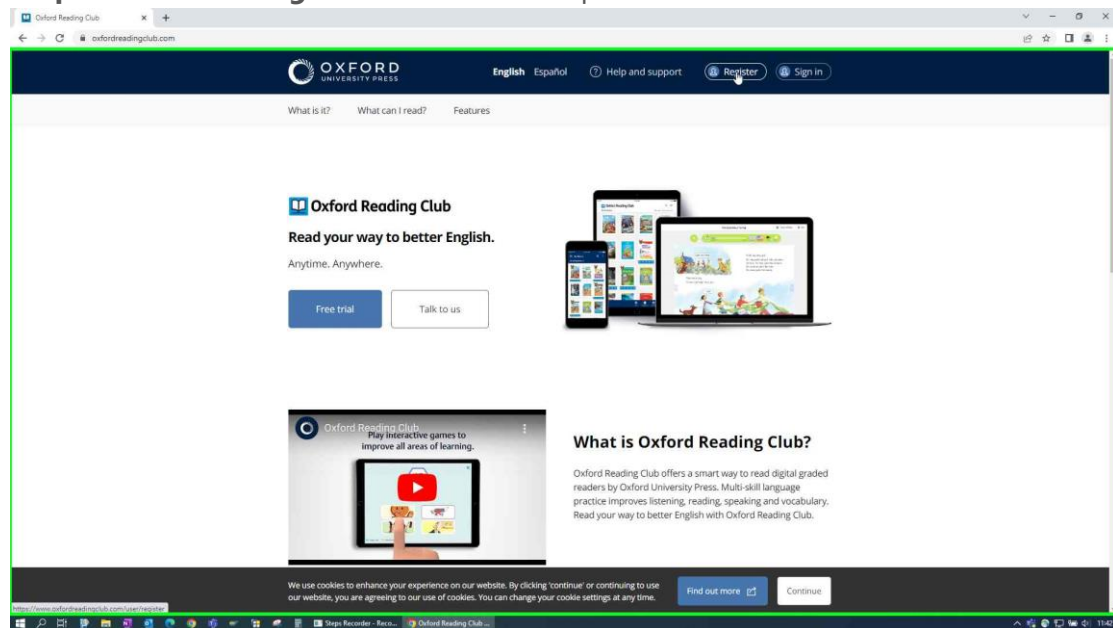 Oxford Reading Club
oxfordreadingclub.com
OXFORD
UNIVERSITY PRESS
English Español Help and support Register Sign in
What is it? What can I read? Features
Oxford Reading Club
Read your way to better English.
Anytime. Anywhere.
Free trial Talk to us
Oxford Reading Club
Play interactive games to
improve all areas of learning.
What is Oxford Reading Club?
Oxford Reading Club offers a smart way to read digital graded
readers by Oxford University Press. Multi-skill language
practice improves listening, reading, speaking and vocabulary.
Read your way to better English with Oxford Reading Club.
We use cookies to enhance your experience on our website. By clicking 'continue' or continuing to use
our website, you are agreeing to our use of cookies. You can change your cookie settings at any time.
Find out more Continue
https://www.oxfordreadingclub.com/user/register
Steps Recorder - Reco... Oxford Reading Club ... 11:42